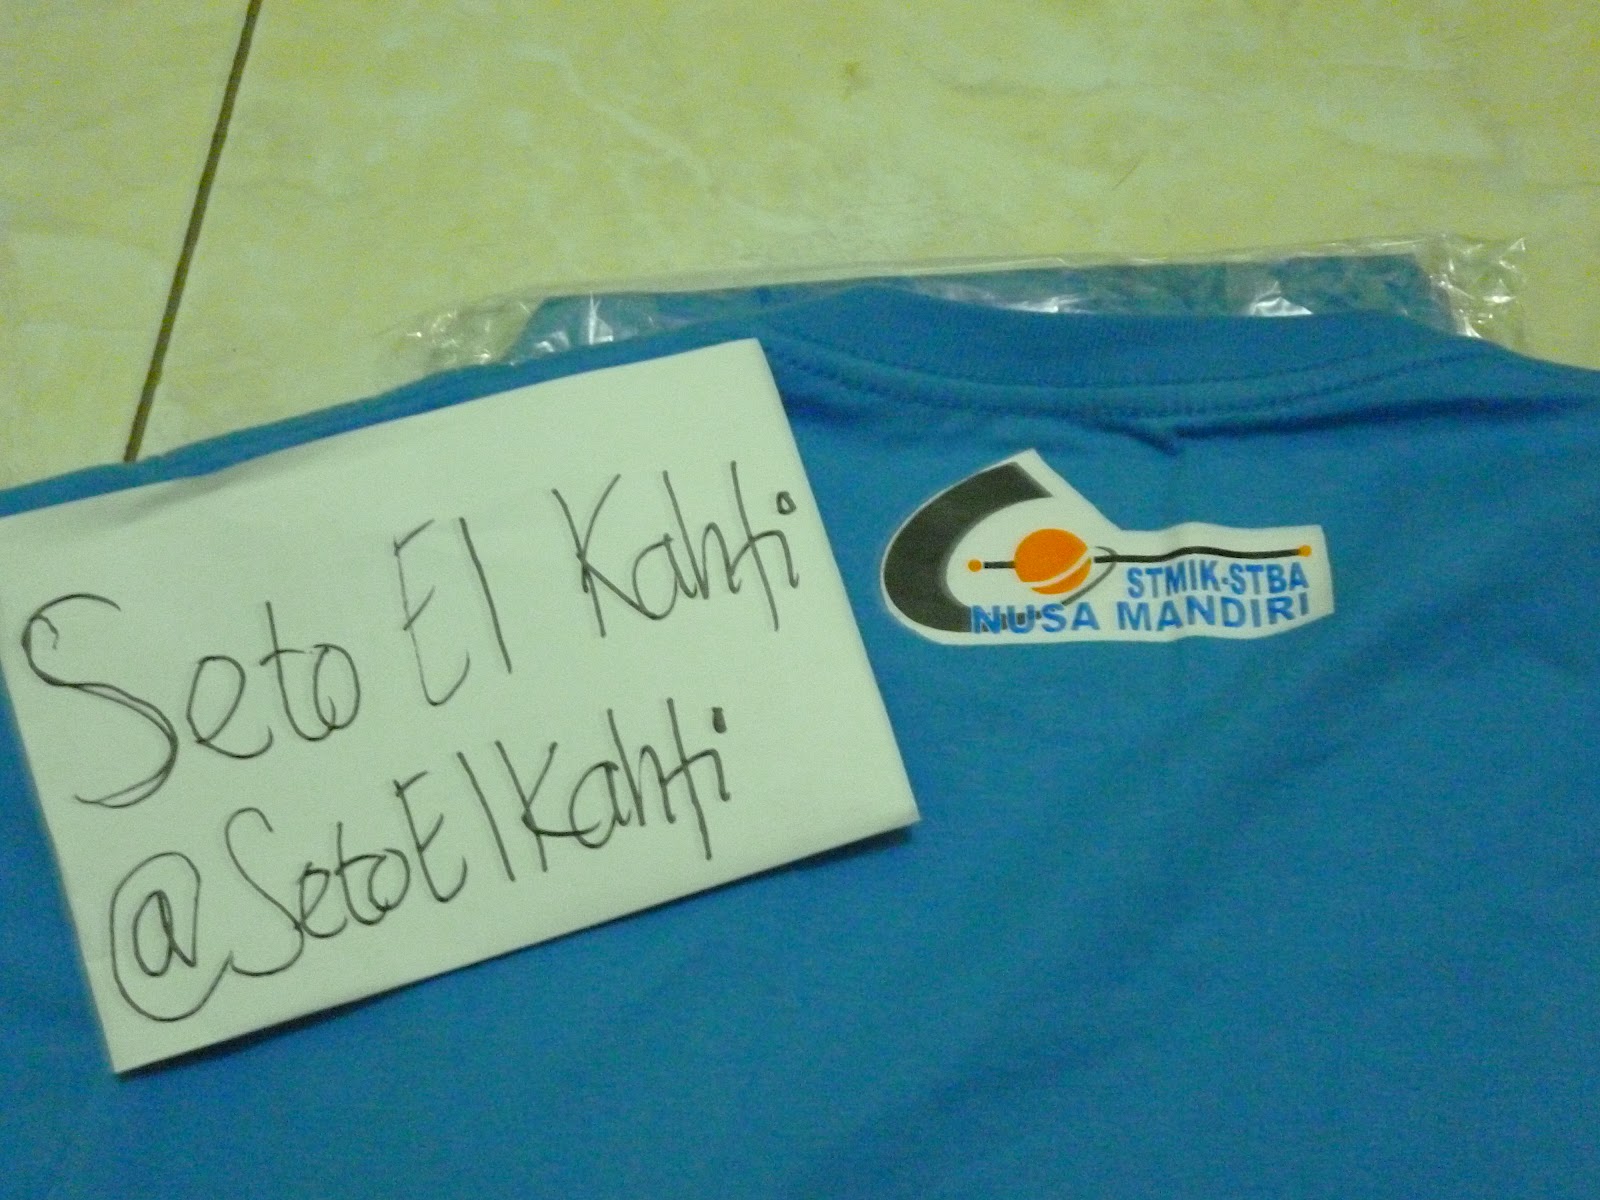 Seto El Kahfi
@SetoElKahfi
STMIK-STBA
NUSA MANDIRI